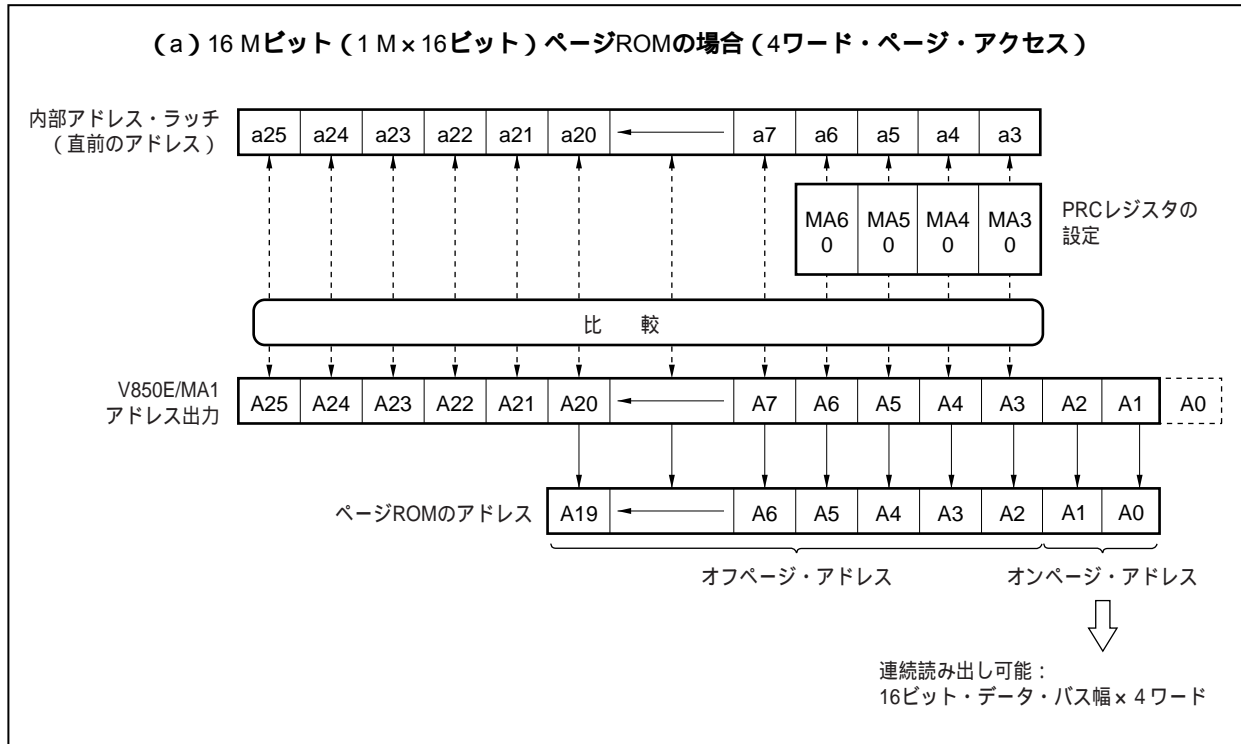 (a) 16 Mビット(1 M×16ビット)ページROMの場合(4ワード・ページ・アクセス)
内部アドレス・ラッチ
(直前のアドレス)
a25 a24 a23 a22 a21 a20 a7 a6 a5 a4 a3
MA6 MA5 MA4 MA3
0 0 0 0
PRCレジスタの
設定
比 較
V850E/MA1
アドレス出力
A25 A24 A23 A22 A21 A20 A7 A6 A5 A4 A3 A2 A1 A0
ページROMのアドレス
A19 A6 A5 A4 A3 A2 A1 A0
オフページ・アドレス オンページ・アドレス
連続読み出し可能:
16ビット・データ・バス幅×4ワード